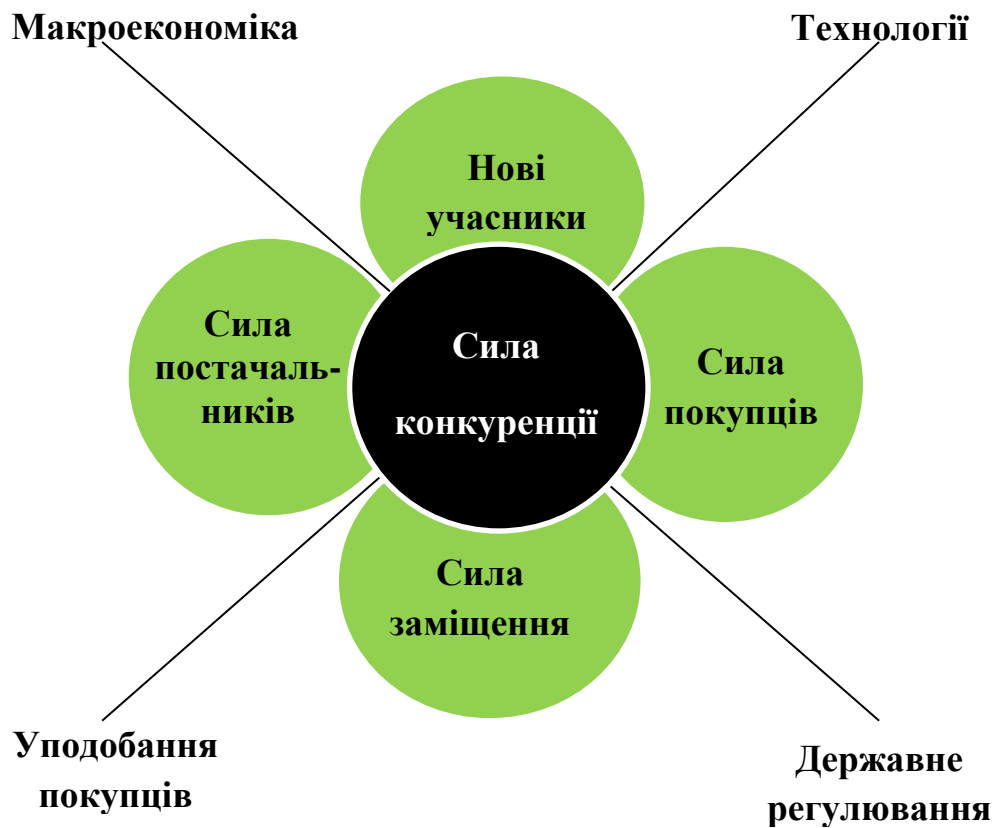 Макроекономіка
Технології
Нові
учасники
Сила
постачаль-
ників
Сила
конкуренції
Сила
покупців
Сила
заміщення
Уподобання
покупців
Державне
регулювання